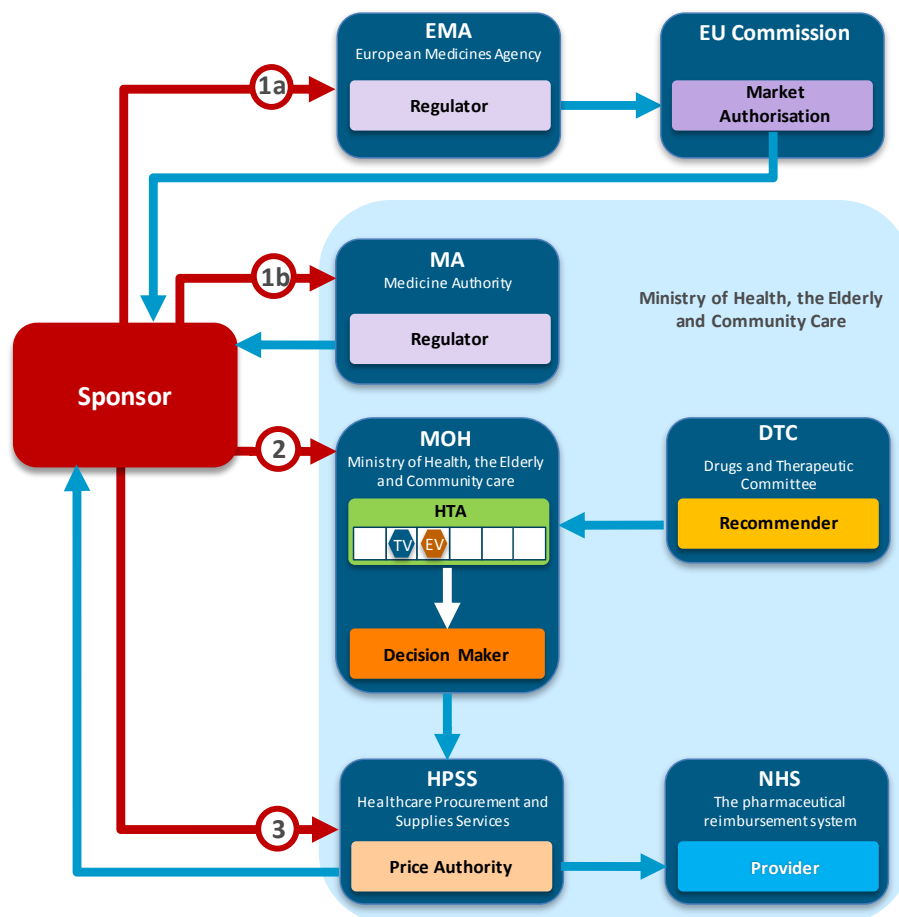 EMA
European Medicines Agency
Regulator
EU Commission
Market
Authorisation
1a
1b
MA
Medicine Authority
Regulator
Ministry of Health, the Elderly
and Community Care
Sponsor
2
MOH
Ministry of Health, the Elderly
and Community care
HTA
TV
EV
Decision Maker
DTC
Drugs and Therapeutic
Committee
Recommender
3
HPSS
Healthcare Procurement and
Supplies Services
Price Authority
NHS
The pharmaceutical
reimbursement system
Provider